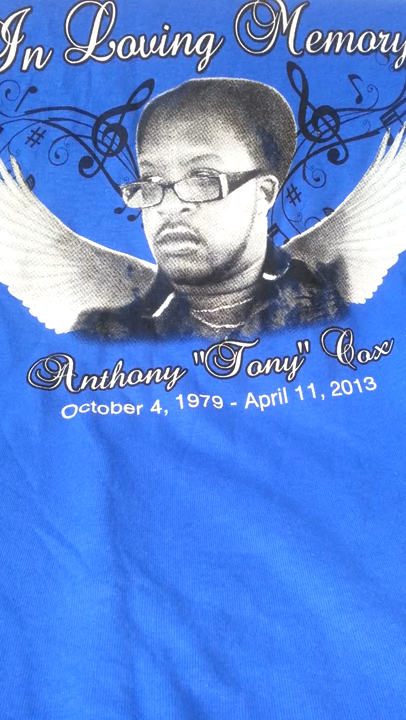 In Loving Memory
Anthony "Tony" Cox
October 4, 1979 - April 11, 2013